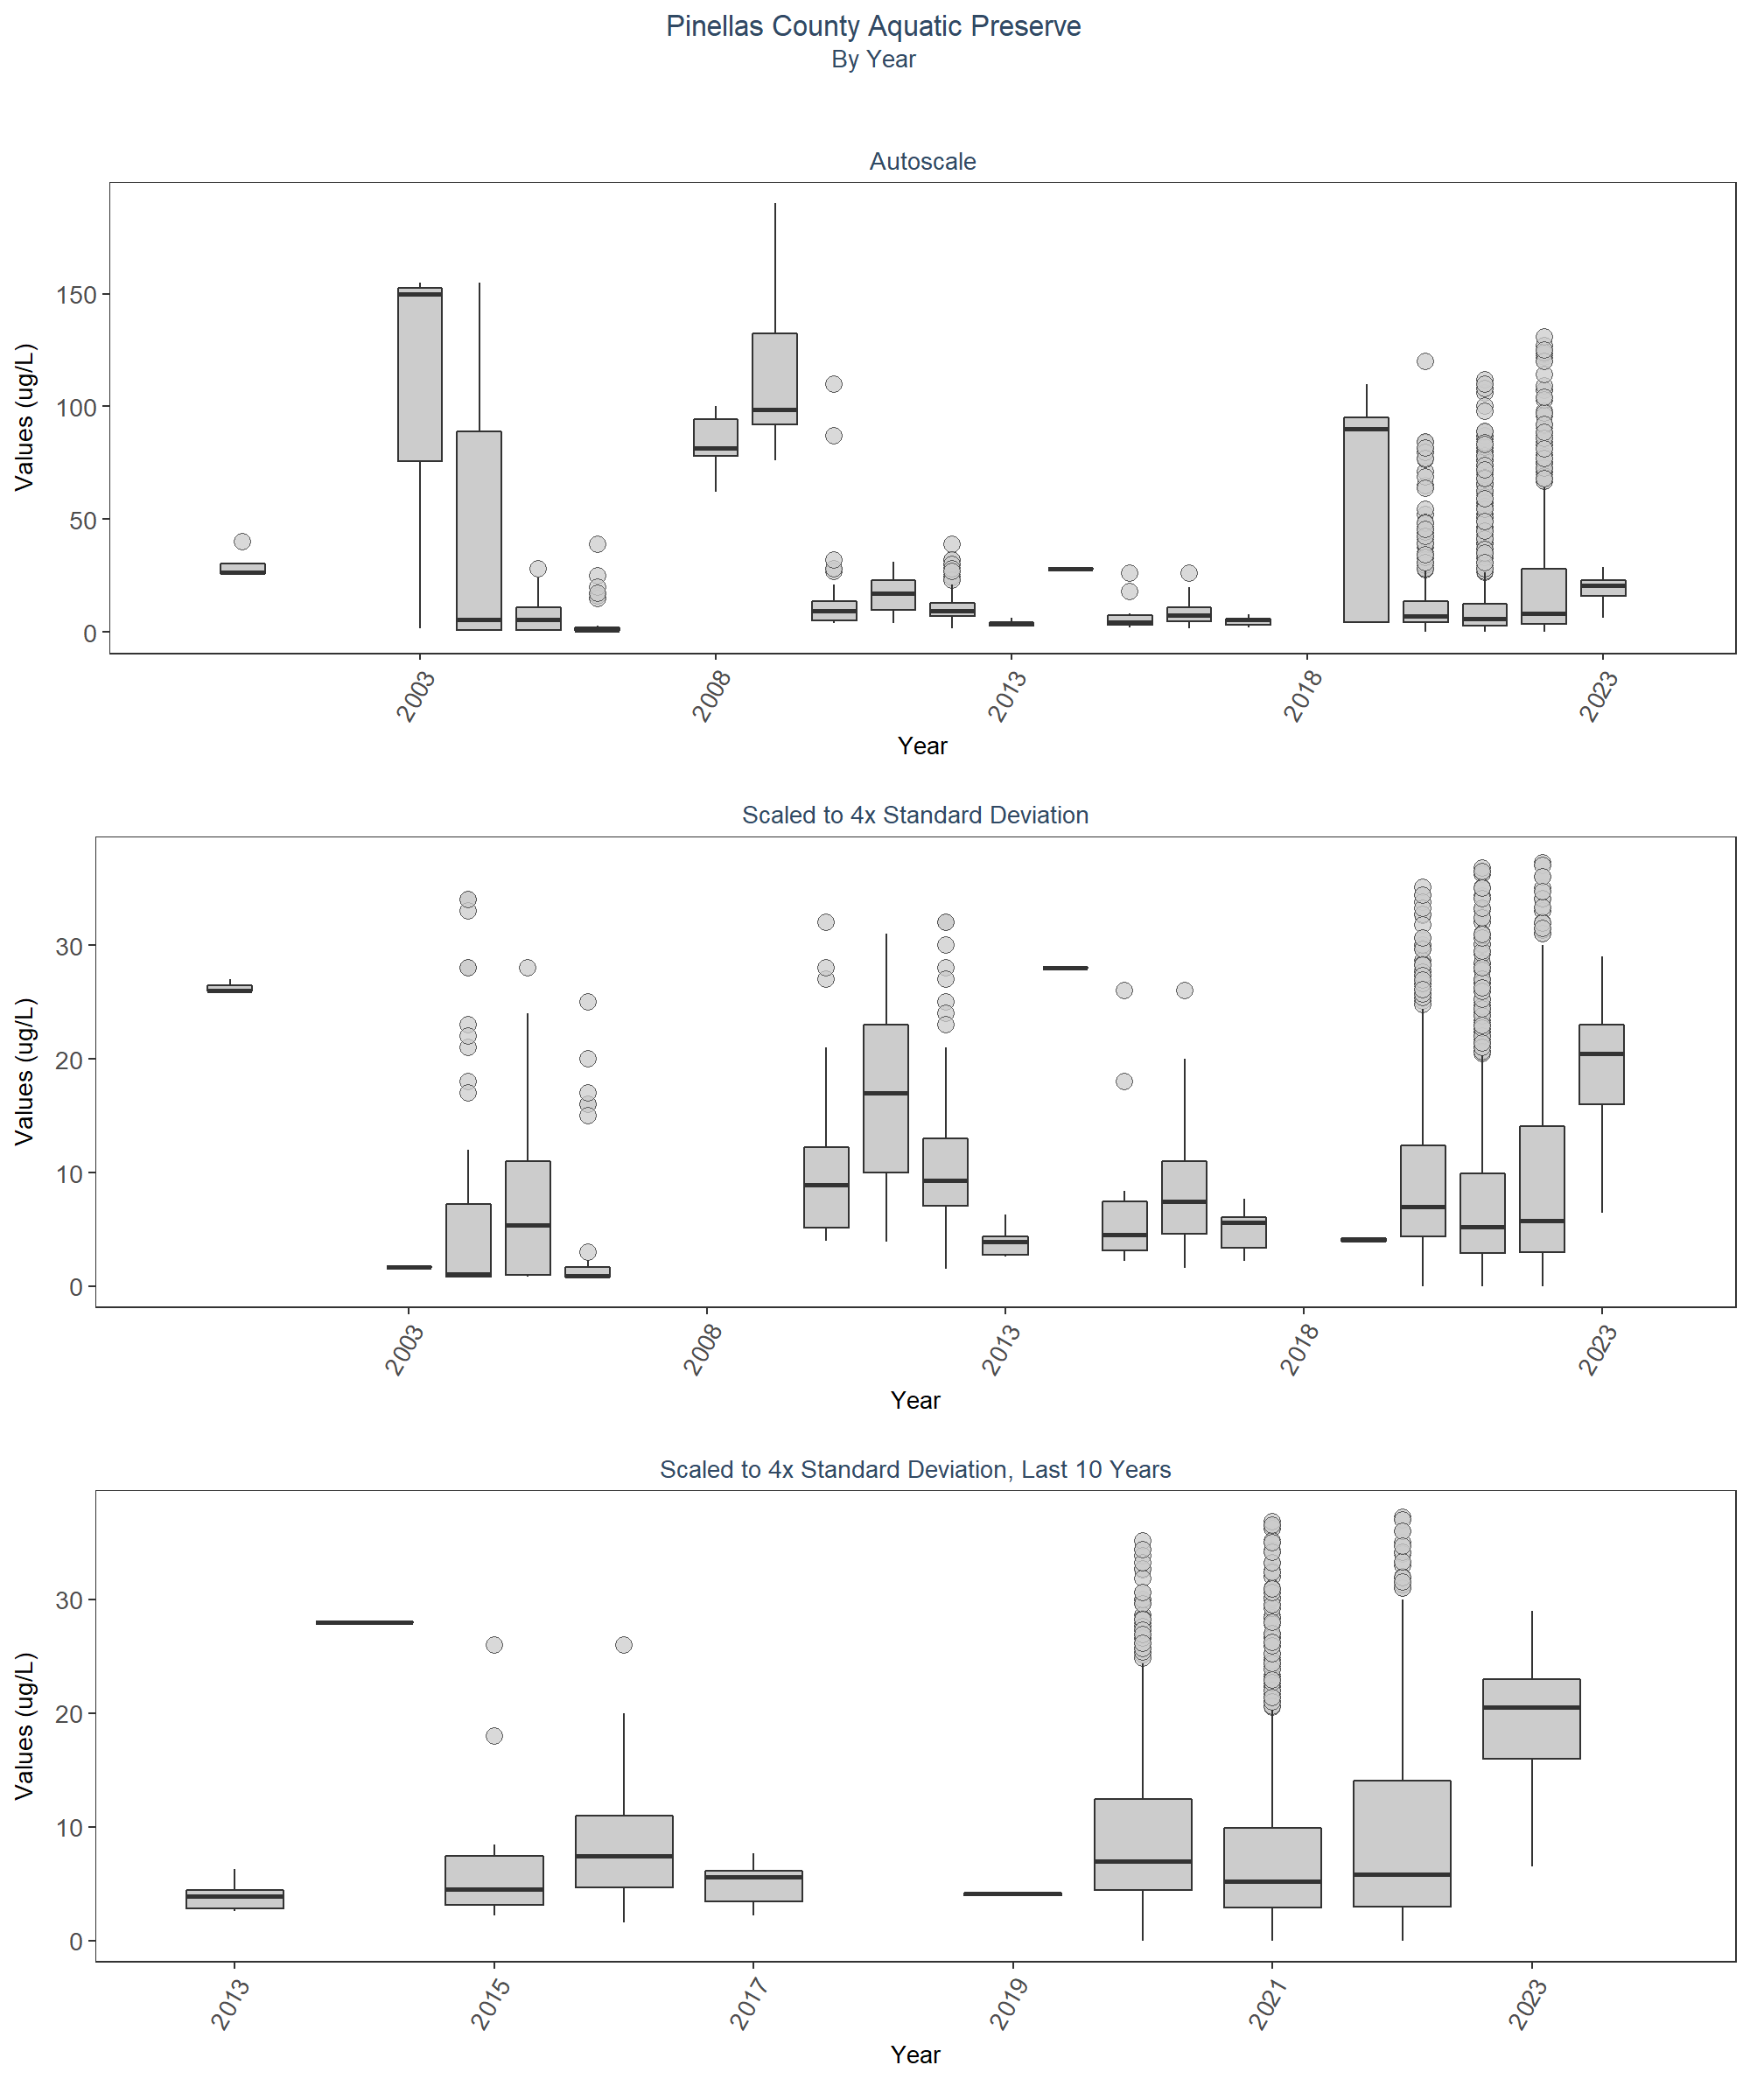 Pinellas County Aquatic Preserve
By Year
Autoscale
Values (ug/L)
150
100
50
0
2003
2008
2013
2018
2023
Year
Scaled to 4x Standard Deviation
Values (ug/L)
30
20
10
0
2003
2008
2013
2018
2023
Year
Scaled to 4x Standard Deviation, Last 10 Years
Values (ug/L)
30
20
10
0
2013
2015
2017
2019
2021
2023
Year